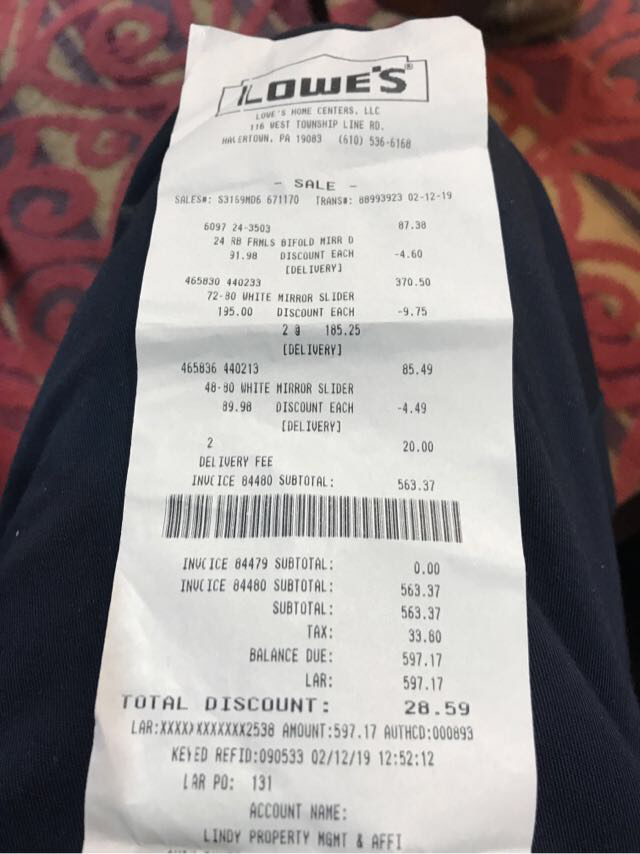 LOWE'S®
LOWE'S HOME CENTERS, LLC
116 WEST TOWNSHIP LINE RD.
HAVERTOWN, PA 19083 (610) 536-6168
- SALE -
SALES#: S3169MD6 671170 TRANS#: 88993923 02-12-19
6097 24-3503 87.38
24 RB FRMLS BIFOLD MIRR D
91.98 DISCOUNT EACH -4.60
[DELIVERY]
465830 440233 370.50
72-80 WHITE MIRROR SLIDER
195.00 DISCOUNT EACH -9.75
2 @ 185.25
[DELIVERY]
465836 440213 85.49
48-80 WHITE MIRROR SLIDER
89.98 DISCOUNT EACH -4.49
[DELIVERY]
2 20.00
DELIVERY FEE
INVOICE 84480 SUBTOTAL: 563.37
INVOICE 84479 SUBTOTAL: 0.00
INVOICE 84480 SUBTOTAL: 563.37
SUBTOTAL: 563.37
TAX: 33.80
BALANCE DUE: 597.17
LAR: 597.17
TOTAL DISCOUNT: 28.59
LAR:XXXXXXXXXXXX2538 AMOUNT:597.17 AUTHCD:000893
KEYED REFID:090533 02/12/19 12:52:12
LAR PO: 131
ACCOUNT NAME:
LINDY PROPERTY MGMT & AFFI